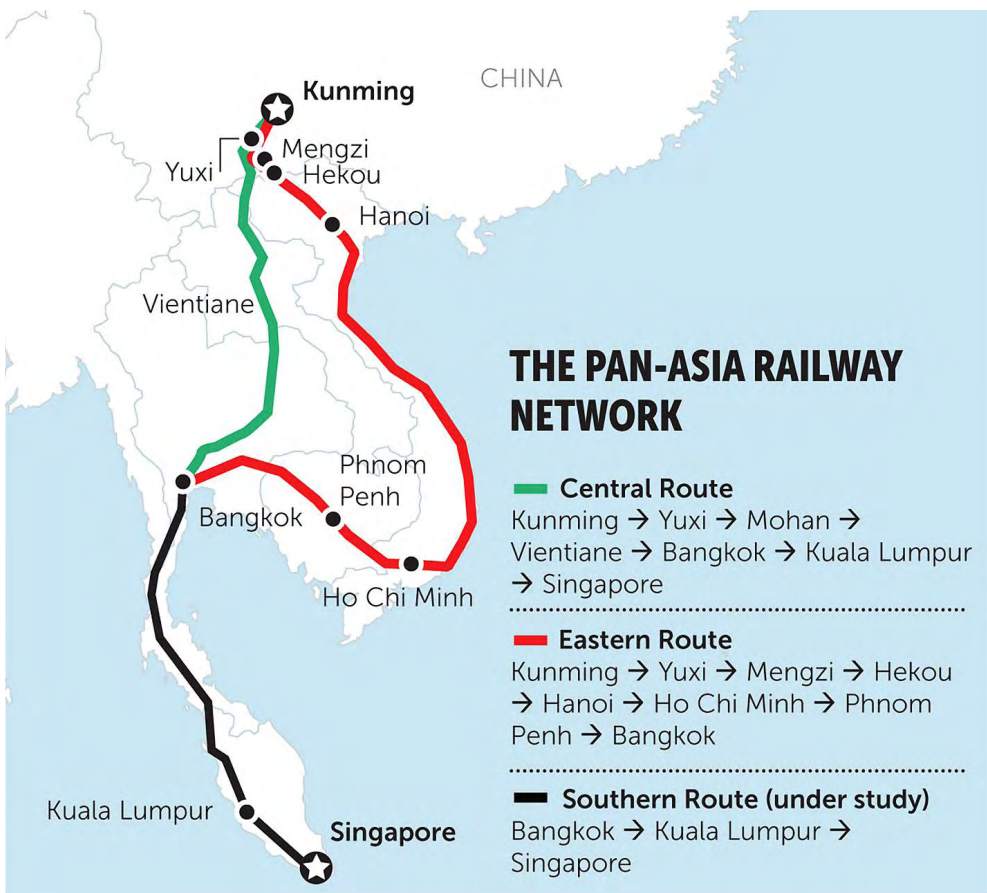 CHINA
Kunming
Mengzi
Yuxi
Hekou
Hanoi
Vientiane
Phnom
Penh
Bangkok
Ho Chi Minh
Kuala Lumpur
Singapore
THE PAN-ASIA RAILWAY
NETWORK
Central Route
Kunming → Yuxi → Mohan →
Vientiane → Bangkok → Kuala Lumpur
→ Singapore
Eastern Route
Kunming → Yuxi → Mengzi → Hekou
→ Hanoi → Ho Chi Minh → Phnom
Penh → Bangkok
Southern Route (under study)
Bangkok → Kuala Lumpur →
Singapore